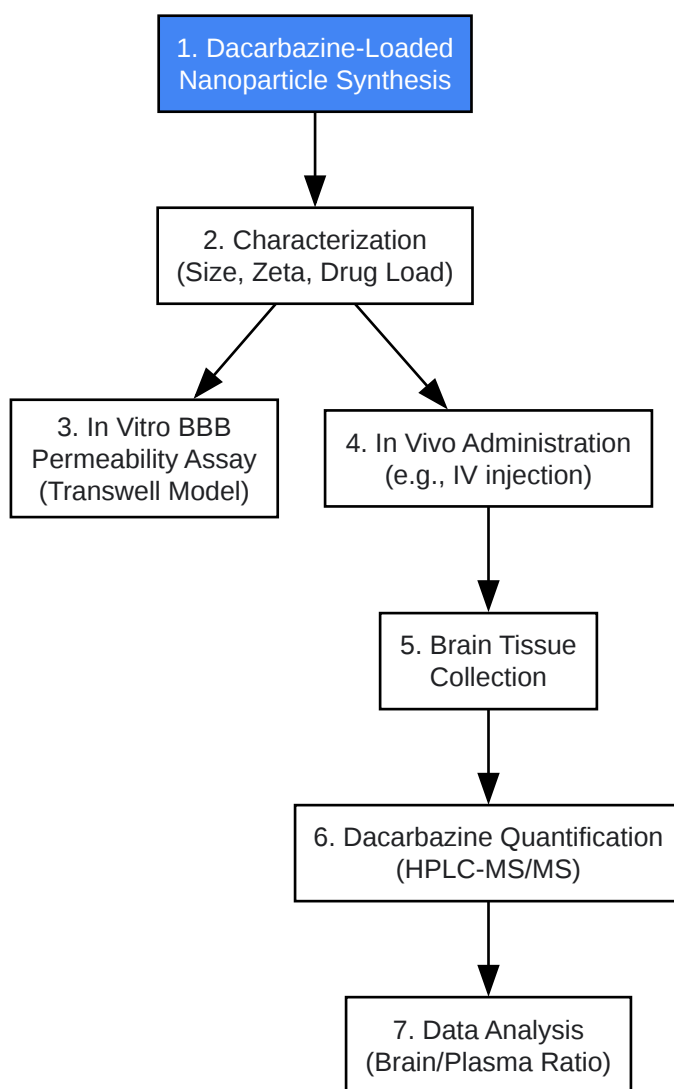 1. Dacarbazine-Loaded
Nanoparticle Synthesis
2. Characterization
(Size, Zeta, Drug Load)
3. In Vitro BBB
Permeability Assay
(Transwell Model)
4. In Vivo Administration
(e.g., IV injection)
5. Brain Tissue
Collection
6. Dacarbazine Quantification
(HPLC-MS/MS)
7. Data Analysis
(Brain/Plasma Ratio)